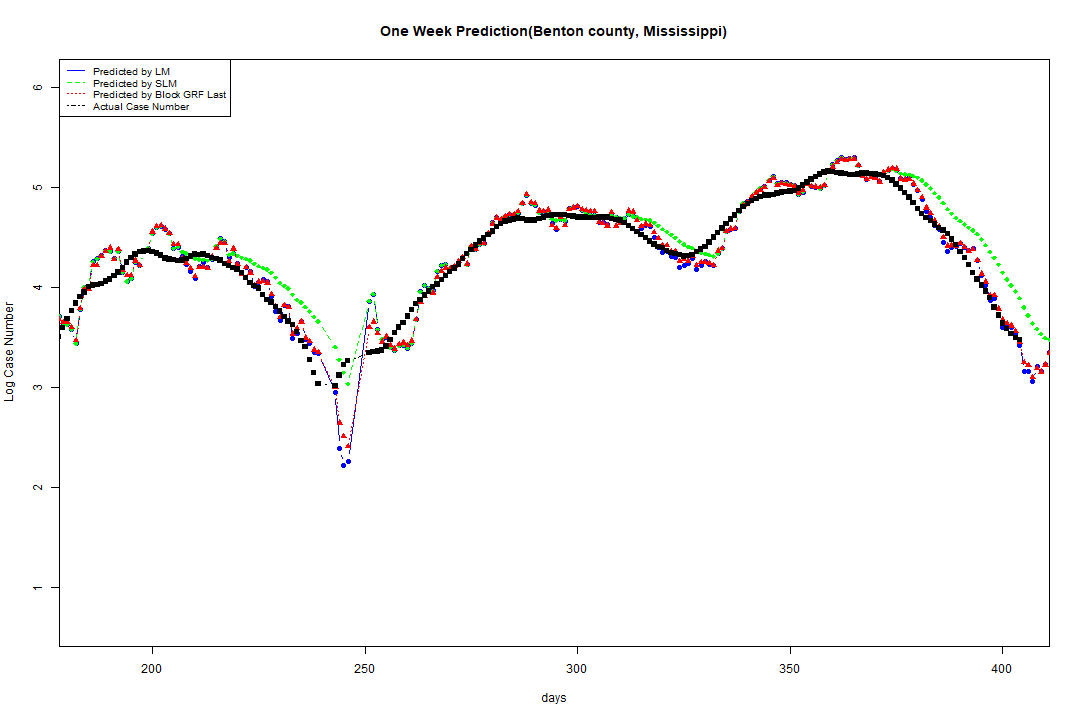 One Week Prediction(Benton county, Mississippi)
Predicted by LM
Predicted by SLM
Predicted by Block GRF Last
Actual Case Number
6
5
4
3
2
1
Log Case Number
200 250 300 350 400
days